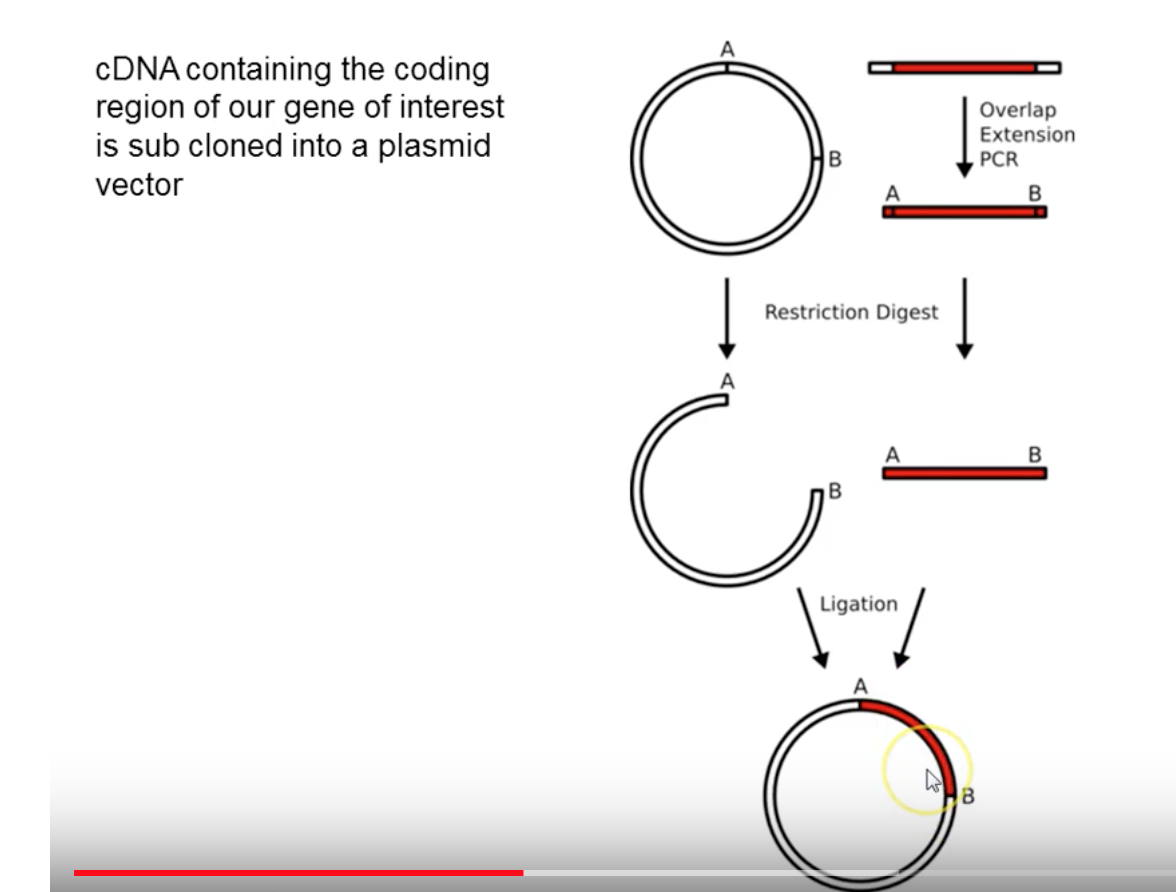 cDNA containing the coding
region of our gene of interest
is sub cloned into a plasmid
vector
A
B
Overlap
Extension
PCR
A B
Restriction Digest
A
B
A B
Ligation
A
B